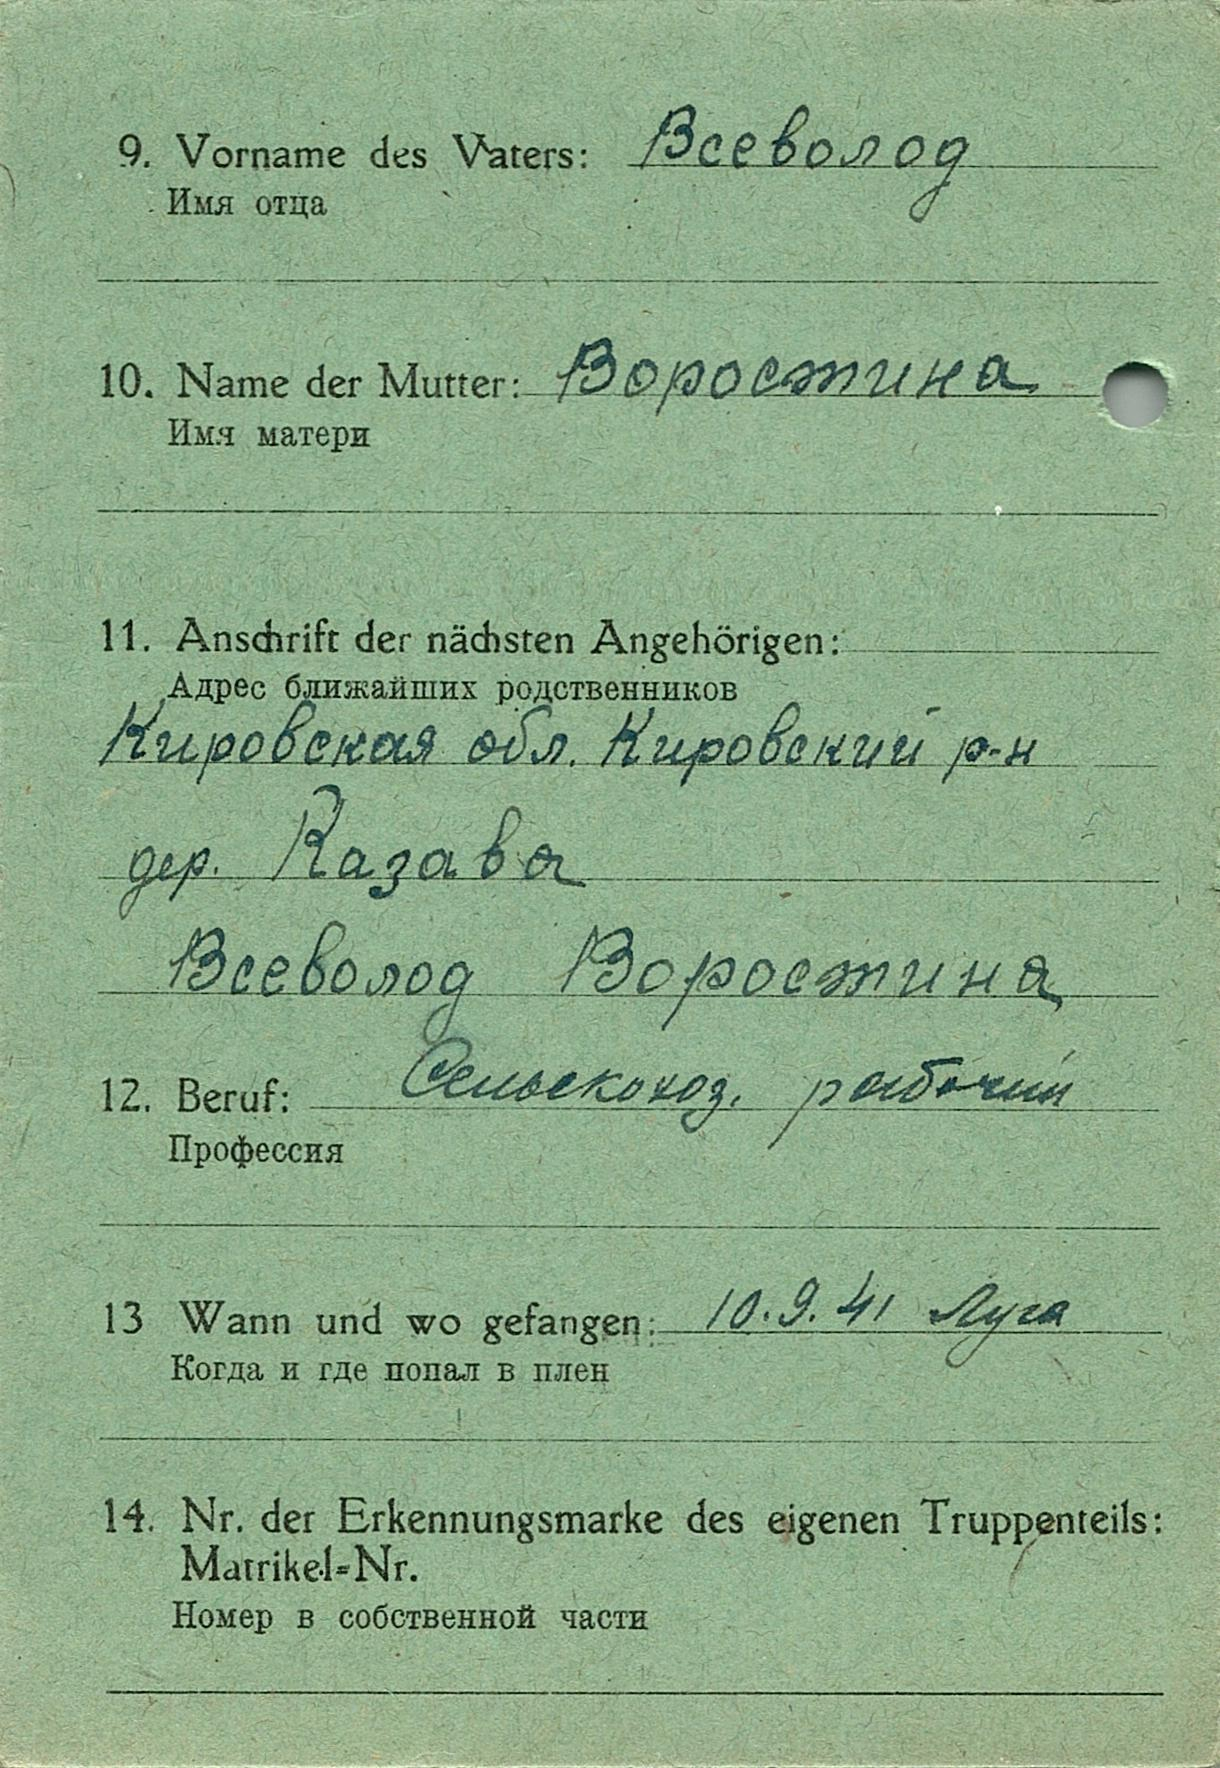 9. Vorname des Vaters: Всеволод
Имя отца
10. Name der Mutter: Воростина
Имя матери
11. Anschrift der nächsten Angehörigen:
Адрес ближайших родственников
Кировская обл. Кировский р-н
дер. Казава
Всеволод Воростина
12. Beruf: Сельскохоз. рабочий
Профессия
13 Wann und wo gefangen: 10.9.41 Луга
Когда и где попал в плен
14. Nr. der Erkennungsmarke des eigenen Truppenteils:
Matrikel-Nr.
Номер в собственной части